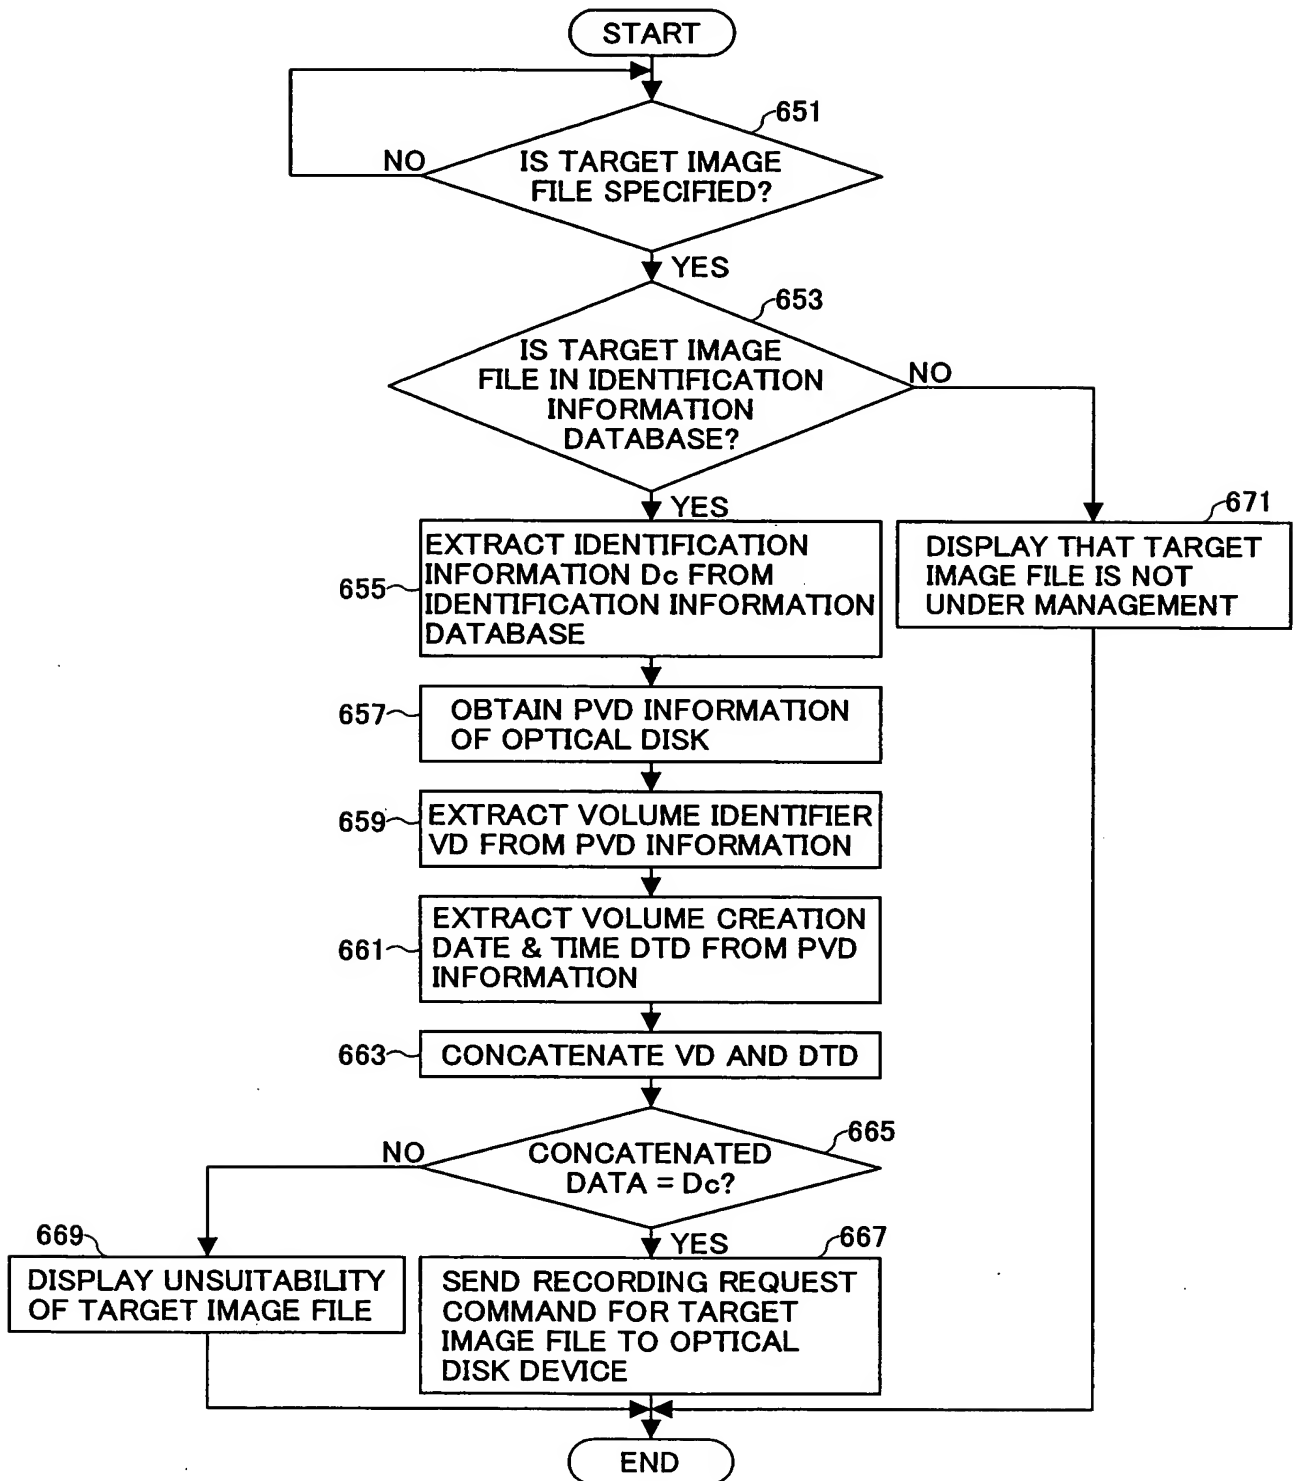 START
651
NO
IS TARGET IMAGE
FILE SPECIFIED?
YES
653
IS TARGET IMAGE
FILE IN IDENTIFICATION
INFORMATION
DATABASE?
NO
YES
671
655
EXTRACT IDENTIFICATION
INFORMATION Dc FROM
IDENTIFICATION INFORMATION
DATABASE
DISPLAY THAT TARGET
IMAGE FILE IS NOT
UNDER MANAGEMENT
657
OBTAIN PVD INFORMATION
OF OPTICAL DISK
659
EXTRACT VOLUME IDENTIFIER
VD FROM PVD INFORMATION
661
EXTRACT VOLUME CREATION
DATE & TIME DTD FROM PVD
INFORMATION
663
CONCATENATE VD AND DTD
665
NO
CONCATENATED
DATA = Dc?
669
YES
667
DISPLAY UNSUITABILITY
OF TARGET IMAGE FILE
SEND RECORDING REQUEST
COMMAND FOR TARGET
IMAGE FILE TO OPTICAL
DISK DEVICE
END